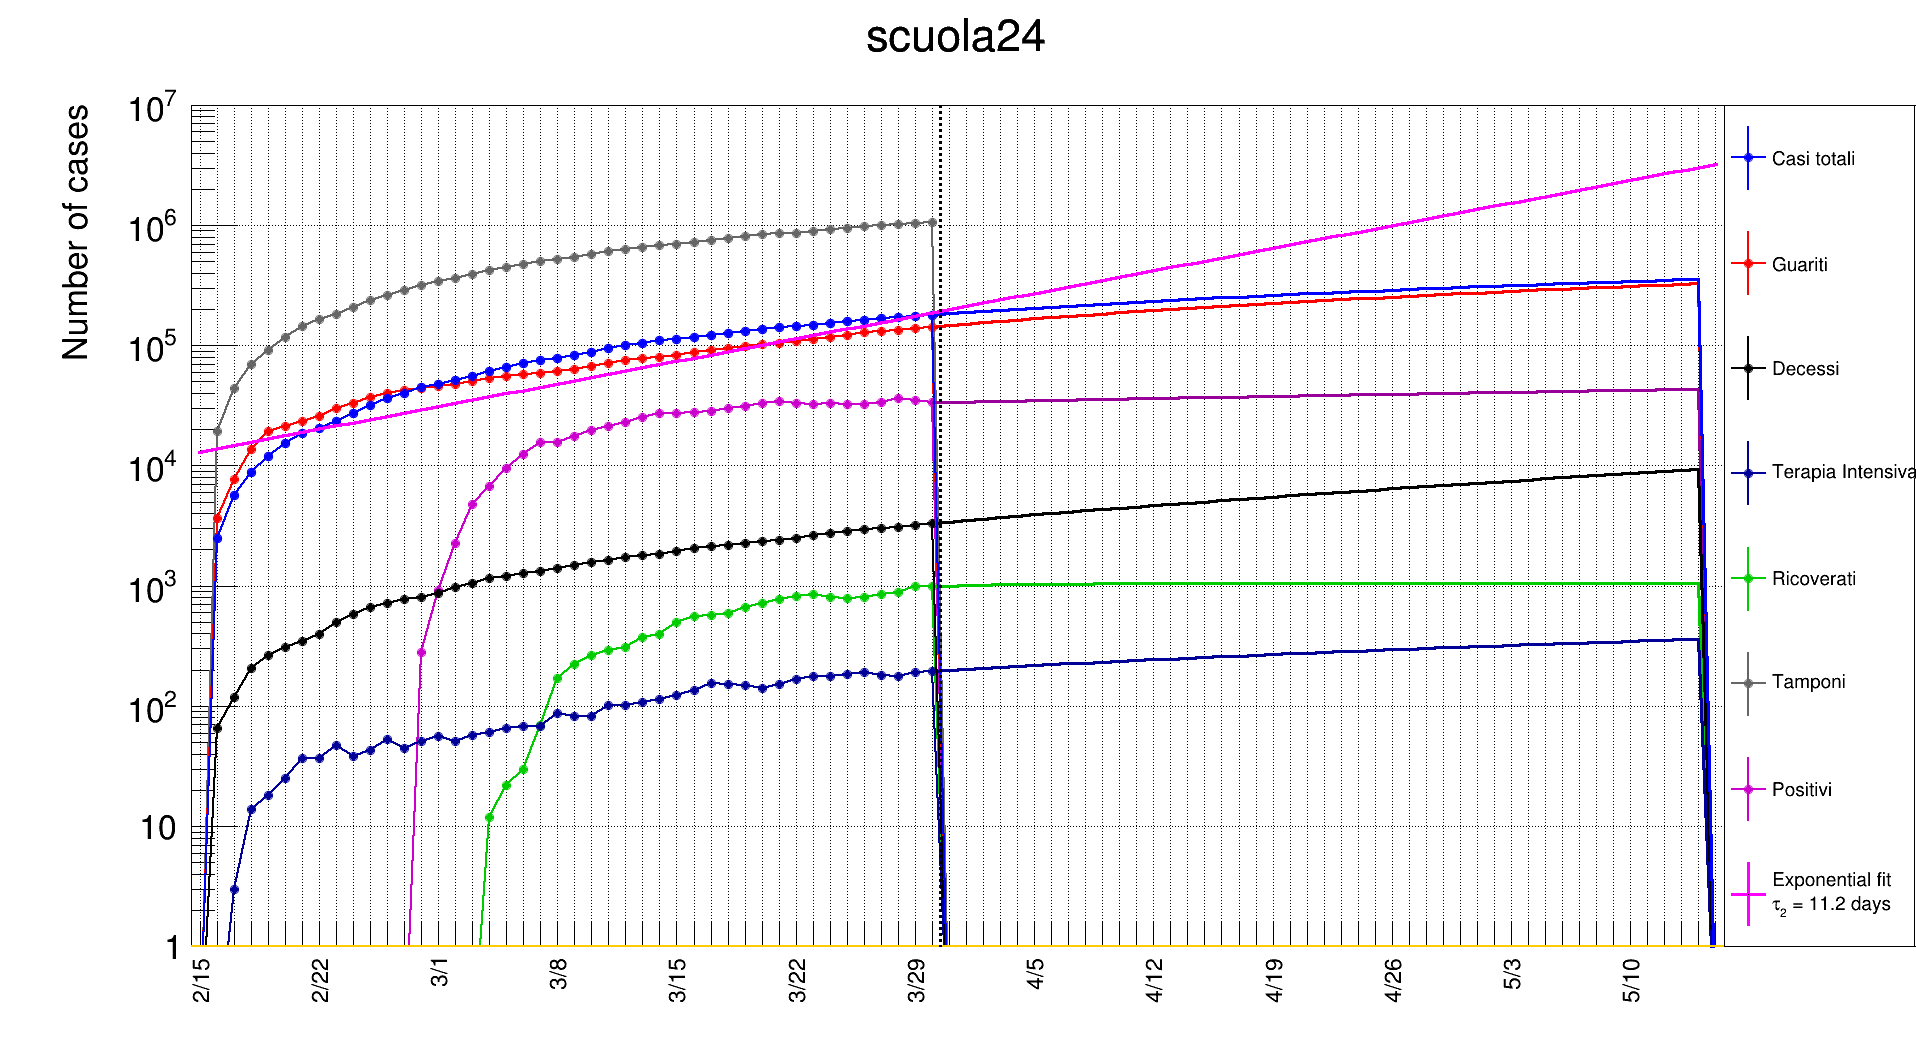 scuola24
Number of cases
10^7
10^6
10^5
10^4
10^3
10^2
10
1
2/15
2/22
3/1
3/8
3/15
3/22
3/29
4/5
4/12
4/19
4/26
5/3
5/10
Casi totali
Guariti
Decessi
Terapia Intensiva
Ricoverati
Tamponi
Positivi
Exponential fit
τ_2 = 11.2 days